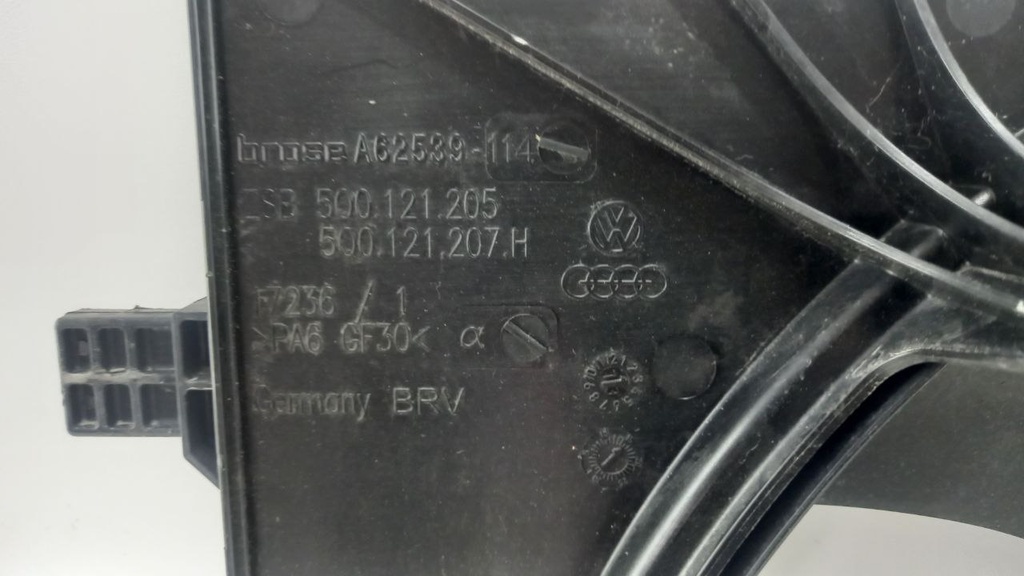 brose A62539-114
ZSB 5Q0.121.205
5Q0.121.207.H
F7236 / 1
>PA6 GF30< α
Germany BRV